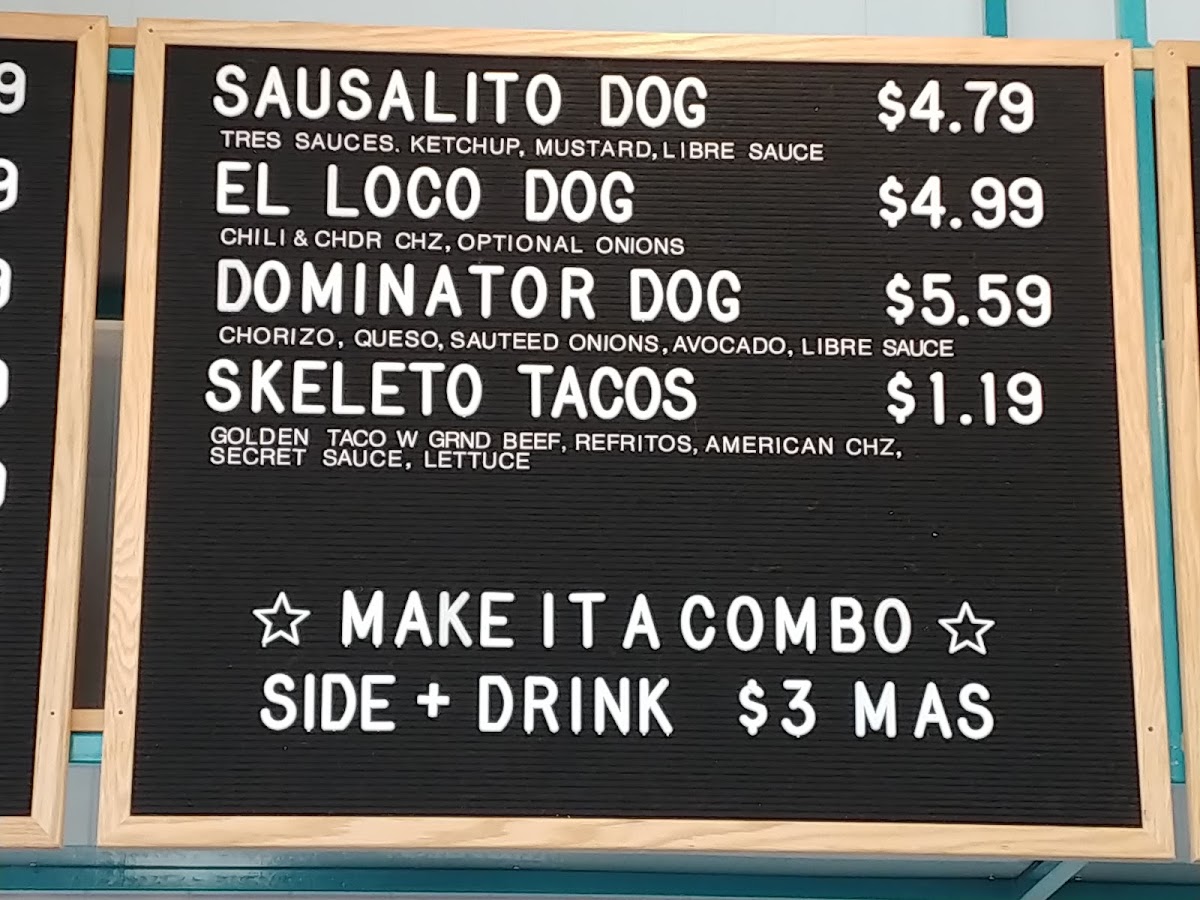 SAUSALITO DOG $4.79
TRES SAUCES. KETCHUP, MUSTARD, LIBRE SAUCE
EL LOCO DOG $4.99
CHILI & CHDR CHZ, OPTIONAL ONIONS
DOMINATOR DOG $5.59
CHORIZO, QUESO, SAUTEED ONIONS, AVOCADO, LIBRE SAUCE
SKELETO TACOS $1.19
GOLDEN TACO W GRND BEEF, REFRITOS, AMERICAN CHZ,
SECRET SAUCE, LETTUCE
☆ MAKE IT A COMBO ☆
SIDE + DRINK $3 MAS